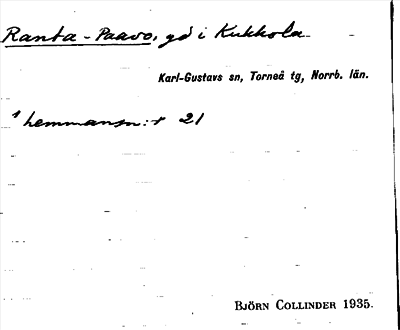 Ranta-Paavo, gd i Kukkola.
Karl-Gustavs sn, Torneå tg, Norrb. län.
1 hemmansn:r 21
BJÖRN COLLINDER 1935.